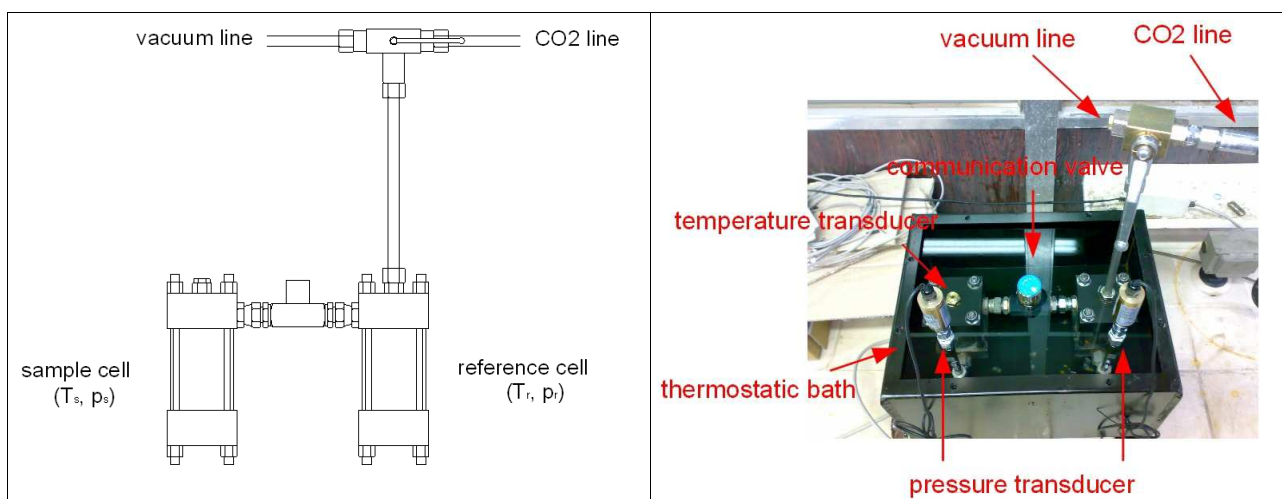 vacuum line
CO2 line
sample cell
(Tₛ, pₛ)
reference cell
(Tᵣ, pᵣ)
vacuum line
CO2 line
communication valve
temperature transducer
thermostatic bath
pressure transducer